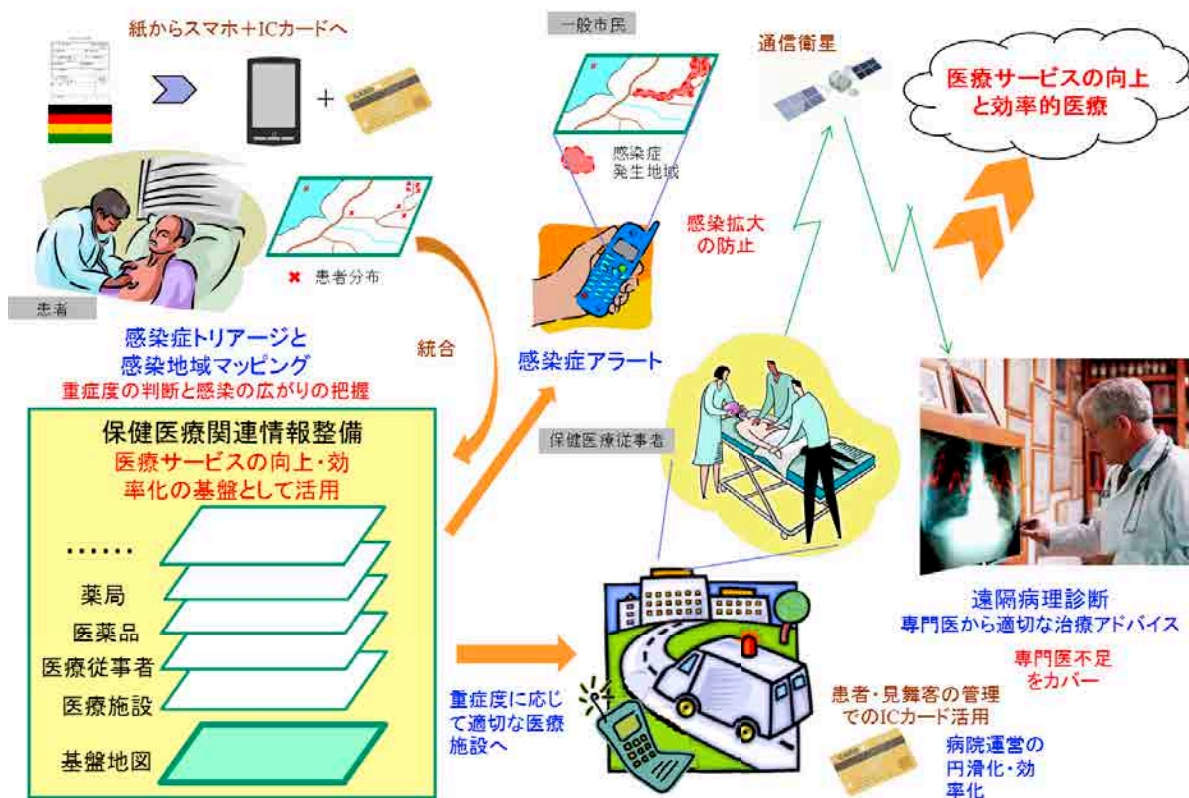 紙からスマホ＋ICカードへ
+
患者
✖ 患者分布
感染症トリアージと
感染地域マッピング
重症度の判断と感染の広がりの把握
統合
一般市民
感染症
発生地域
感染拡大
の防止
感染症アラート
通信衛星
医療サービスの向上
と効率的医療
保健医療関連情報整備
医療サービスの向上・効
率化の基盤として活用
……
薬局
医薬品
医療従事者
医療施設
基盤地図
保健医療従事者
重症度に応じ
て適切な医療
施設へ
遠隔病理診断
専門医から適切な治療アドバイス
専門医不足
をカバー
患者・見舞客の管理
でのICカード活用
病院運営の
円滑化・効
率化